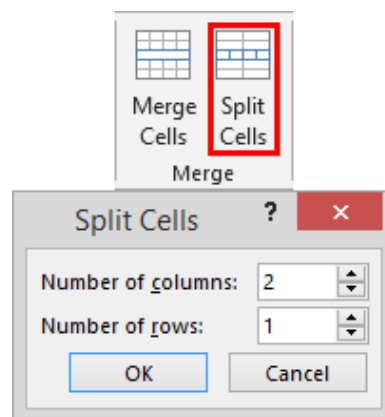 Merge Split
Cells Cells
Merge
Split Cells ? ×
Number of columns: 2
Number of rows: 1
OK Cancel